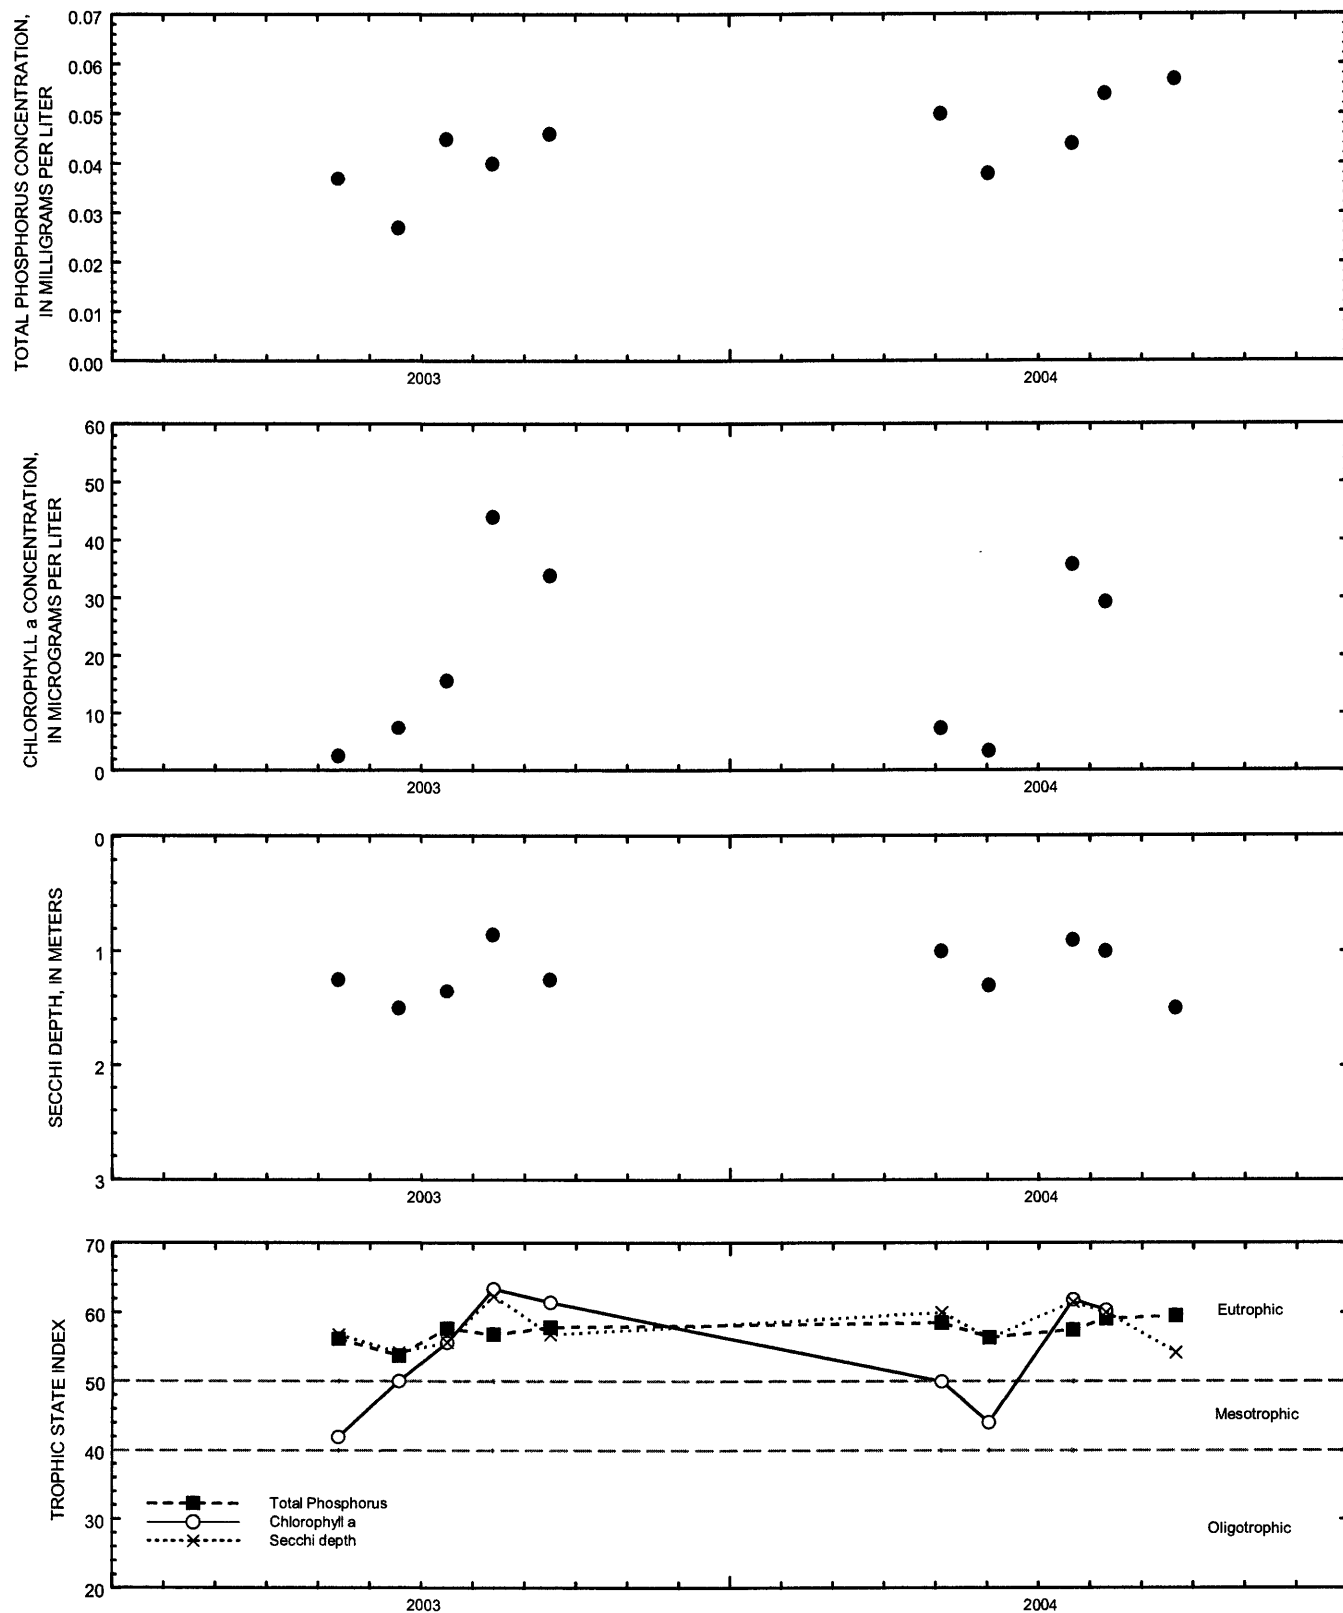 TOTAL PHOSPHORUS CONCENTRATION,
IN MILLIGRAMS PER LITER
0.07
0.06
0.05
0.04
0.03
0.02
0.01
0.00
2003
2004
CHLOROPHYLL a CONCENTRATION,
IN MICROGRAMS PER LITER
60
50
40
30
20
10
0
2003
2004
SECCHI DEPTH, IN METERS
0
1
2
3
2003
2004
TROPHIC STATE INDEX
70
60
50
40
30
20
Eutrophic
Mesotrophic
Oligotrophic
Total Phosphorus
Chlorophyll a
Secchi depth
2003
2004